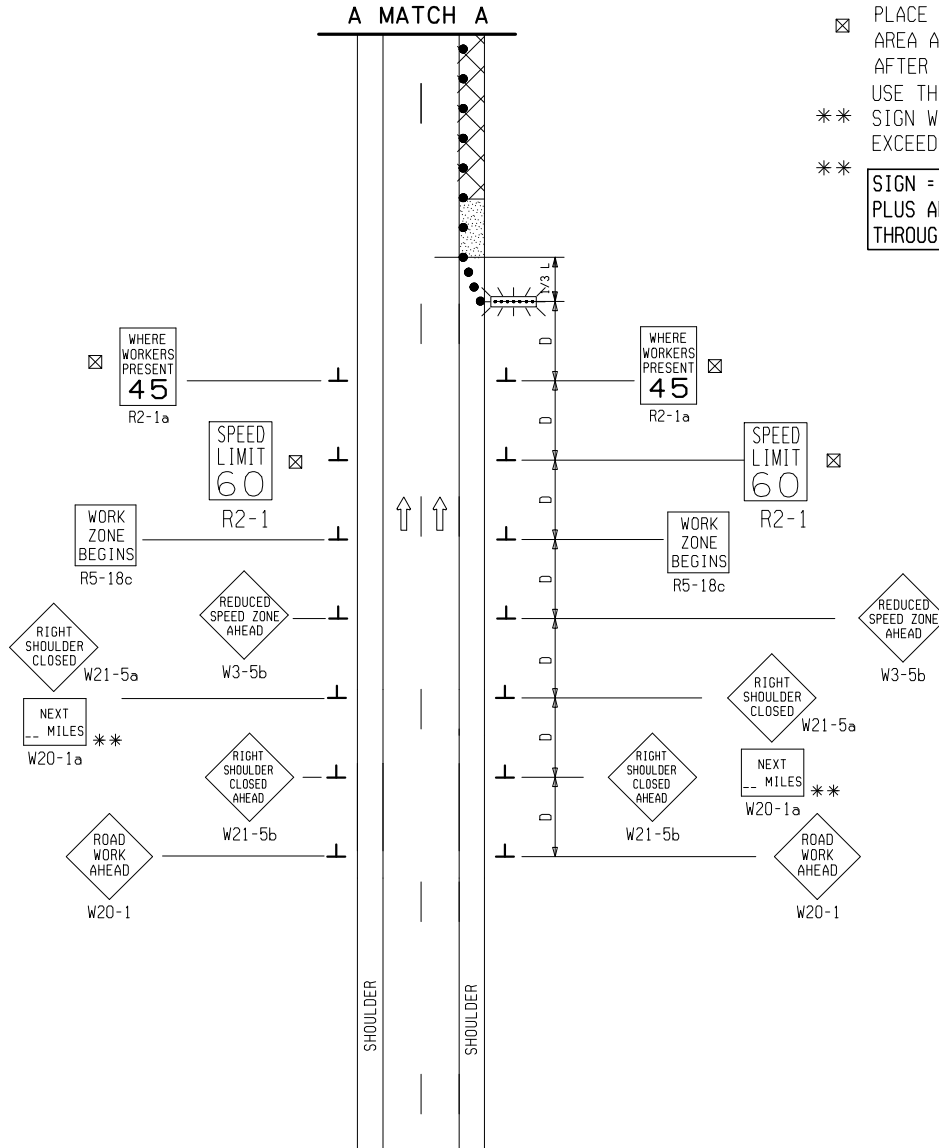 A MATCH A
PLACE
AREA A
AFTER
USE TH
** SIGN W
EXCEED
**
SIGN =
PLUS
THROUG
1/3 L
D
WHERE
WORKERS
PRESENT
45
R2-1a
WHERE
WORKERS
PRESENT
45
R2-1a
D
SPEED
LIMIT
60
R2-1
SPEED
LIMIT
60
R2-1
D
WORK
ZONE
BEGINS
R5-18c
WORK
ZONE
BEGINS
R5-18c
D
REDUCED
SPEED ZONE
AHEAD
W3-5b
REDUCED
SPEED ZONE
AHEAD
W3-5b
D
RIGHT
SHOULDER
CLOSED
W21-5a
NEXT
__ MILES **
W20-1a
RIGHT
SHOULDER
CLOSED
W21-5a
NEXT
__ MILES **
W20-1a
D
RIGHT
SHOULDER
CLOSED
AHEAD
W21-5b
RIGHT
SHOULDER
CLOSED
AHEAD
W21-5b
D
ROAD
WORK
AHEAD
W20-1
ROAD
WORK
AHEAD
W20-1
SHOULDER
SHOULDER